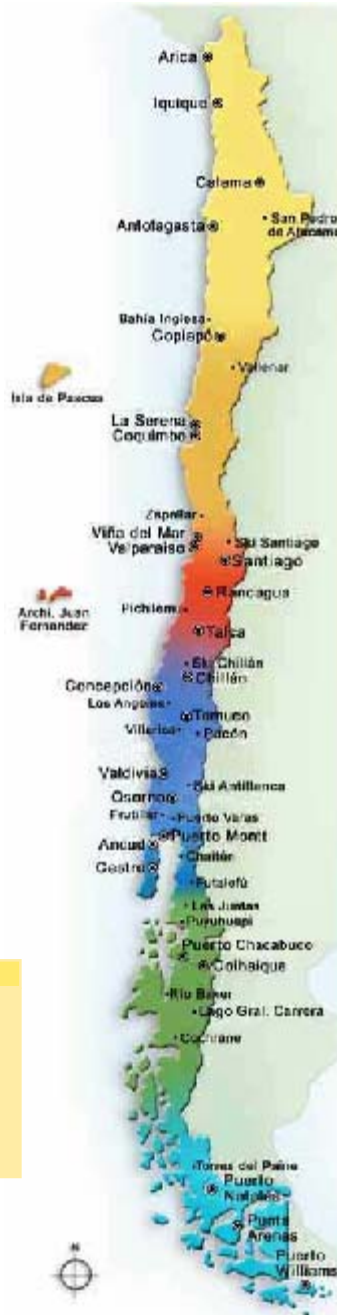 Arica
Iquique
Calama
San Pedro
de Atacama
Antofagasta
Bahía Inglesa
Copiapó
Vallenar
Isla de Pascua
La Serena
Coquimbo
Zapallar
Viña del Mar
Valparaíso
Ski Santiago
Santiago
Rancagua
Archi. Juan
Fernandez
Pichilemu
Talca
Ski Chillán
Chillán
Concepción
Los Angeles
Temuco
Villarica
Pucón
Valdivia
Ski Antillanca
Osorno
Frutillar
Puerto Varas
Puerto Montt
Ancud
Chaitén
Castro
Futalefú
Las Juntas
Puyuhuapi
Puerto Chacabuco
Coihaique
Río Baker
Lago Gral. Carrera
Cochrane
Torres del Paine
Puerto
Natales
Punta
Arenas
Puerto
Williams
N